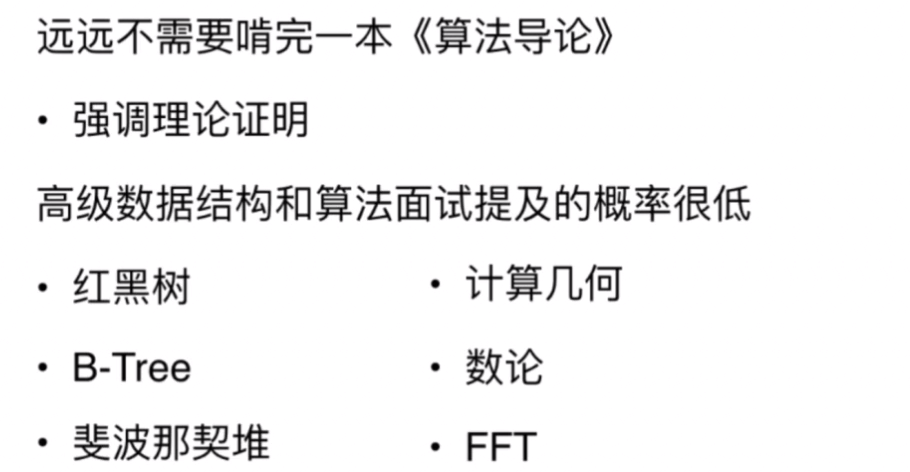 远远不需要啃完一本《算法导论》
• 强调理论证明
高级数据结构和算法面试提及的概率很低
• 红黑树
• 计算几何
• B-Tree
• 数论
• 斐波那契堆
• FFT